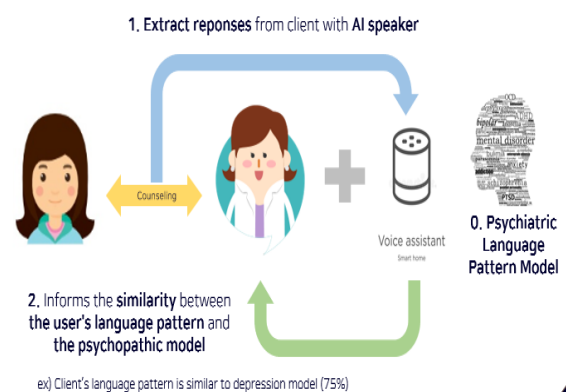 1. Extract reponses from client with AI speaker
OCD
bipolar
mental disorder
anxiety
PTSD
Counseling
Voice assistant
Smart home
0. Psychiatric
Language
Pattern Model
2. Informs the similarity between
the user's language pattern and
the psychopathic model
ex) Client's language pattern is similar to depression model (75%)